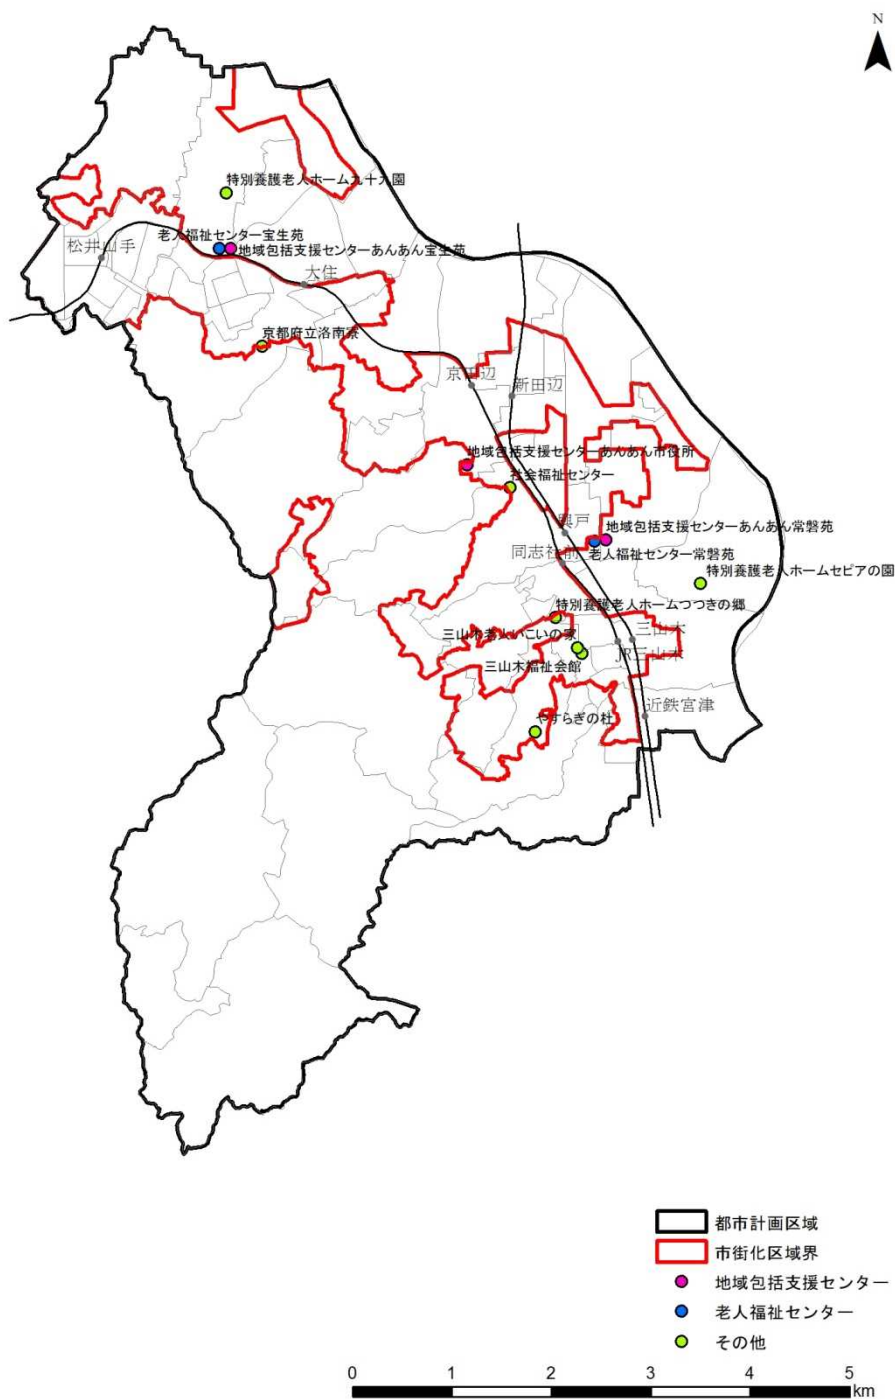 N
特別養護老人ホーム九十九園
老人福祉センター宝生苑
地域包括支援センターあんあん宝生苑
松井山手
大住
京都府立洛南寮
京田辺
新田辺
地域包括支援センターあんあん市役所
社会福祉センター
地域包括支援センターあんあん常磐苑
興戸
老人福祉センター常磐苑
同志社前
特別養護老人ホームセピアの園
特別養護老人ホームつつきの郷
三山木
三山木老人いこいの家
JR三山木
三山木福祉会館
近鉄宮津
やすらぎの杜
都市計画区域
市街化区域界
地域包括支援センター
老人福祉センター
その他
0 1 2 3 4 5
km